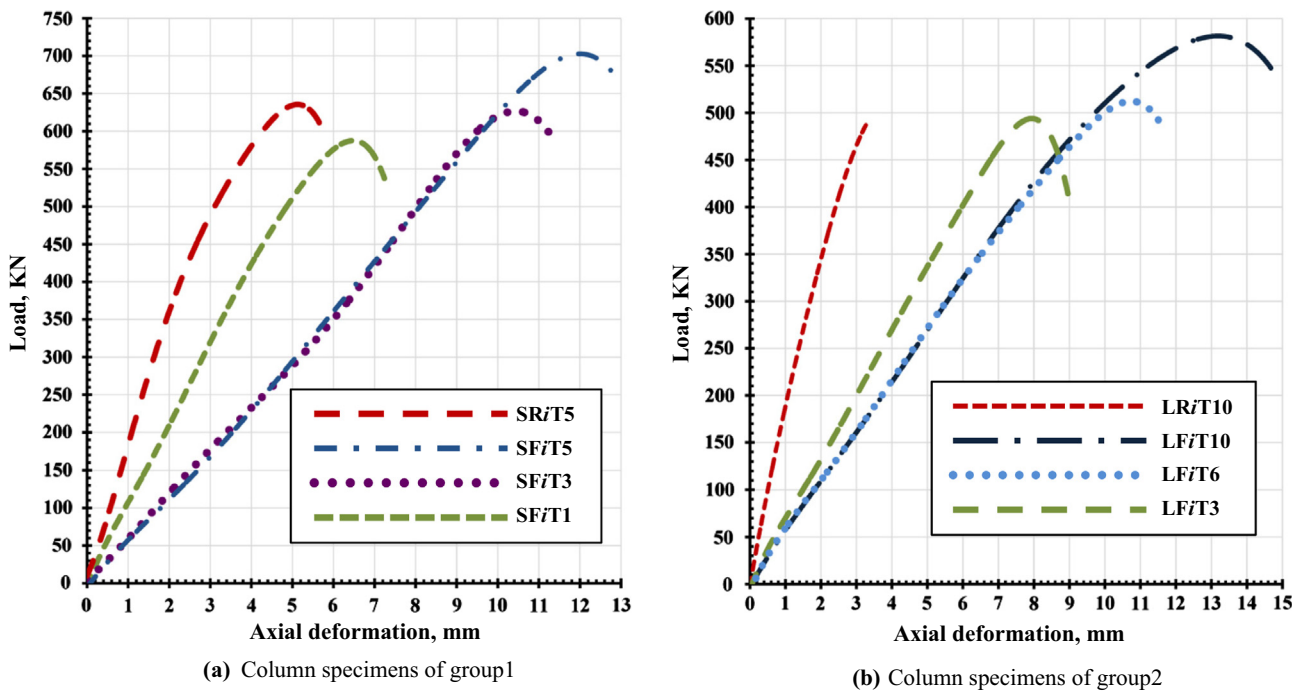 750
700
650
600
550
500
450
400
350
300
250
200
150
100
50
0
Load, KN
0 1 2 3 4 5 6 7 8 9 10 11 12 13
Axial deformation, mm
SRiT5
SFiT5
SFiT3
SFiT1
(a) Column specimens of group1
600
550
500
450
400
350
300
250
200
150
100
50
0
Load, KN
0 1 2 3 4 5 6 7 8 9 10 11 12 13 14 15
Axial deformation, mm
LRiT10
LFiT10
LFiT6
LFiT3
(b) Column specimens of group2